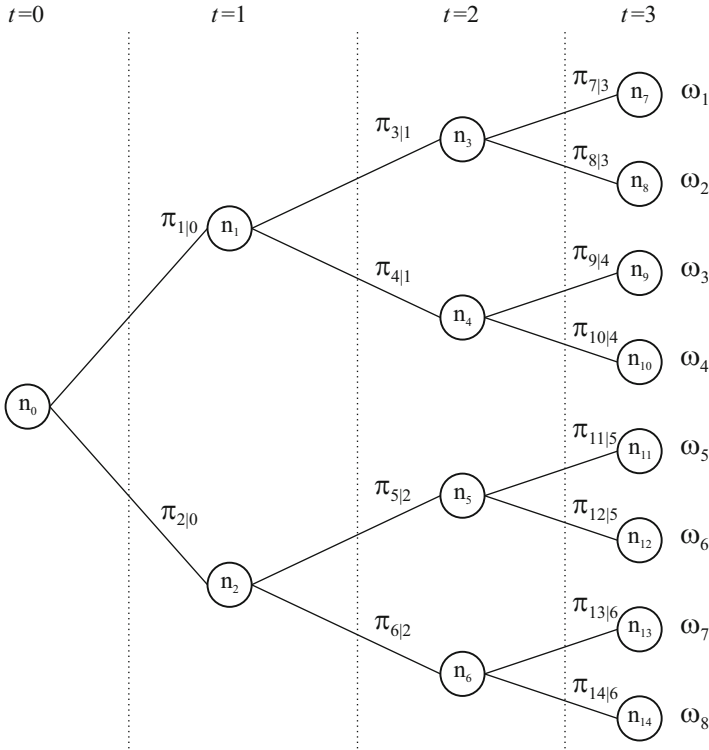 t=0 t=1 t=2 t=3
π7|3 n7 ω1
π3|1 n3
π8|3 n8 ω2
π1|0 n1
π9|4 n9 ω3
π4|1 n4
π10|4 n10 ω4
n0
π11|5 n11 ω5
π5|2 n5
π2|0
π12|5 n12 ω6
n2
π13|6 n13 ω7
π6|2 n6
π14|6 n14 ω8